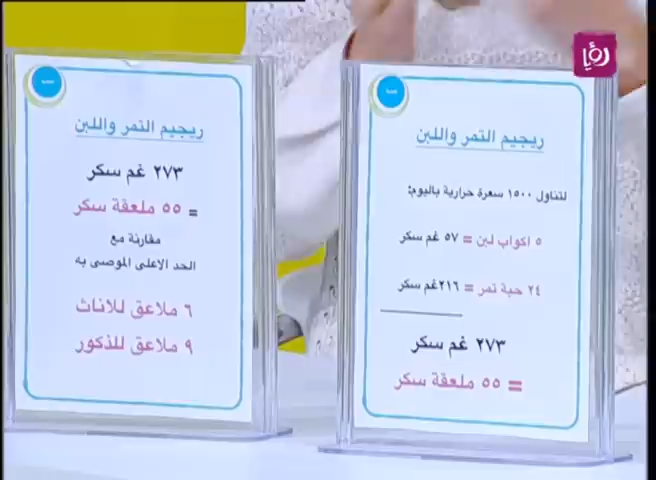 رؤيا
ريجيم التمر واللبن
لتناول ١٥٠٠ سعرة حرارية باليوم:
٥ اكواب لبن = ٥٧ غم سكر
٢٤ حبة تمر = ٢١٦غم سكر
٢٧٣ غم سكر
= ٥٥ ملعقة سكر
ريجيم التمر واللبن
٢٧٣ غم سكر
= ٥٥ ملعقة سكر
مقارنة مع
الحد الاعلى الموصى به
٦ ملاعق للاناث
٩ ملاعق للذكور